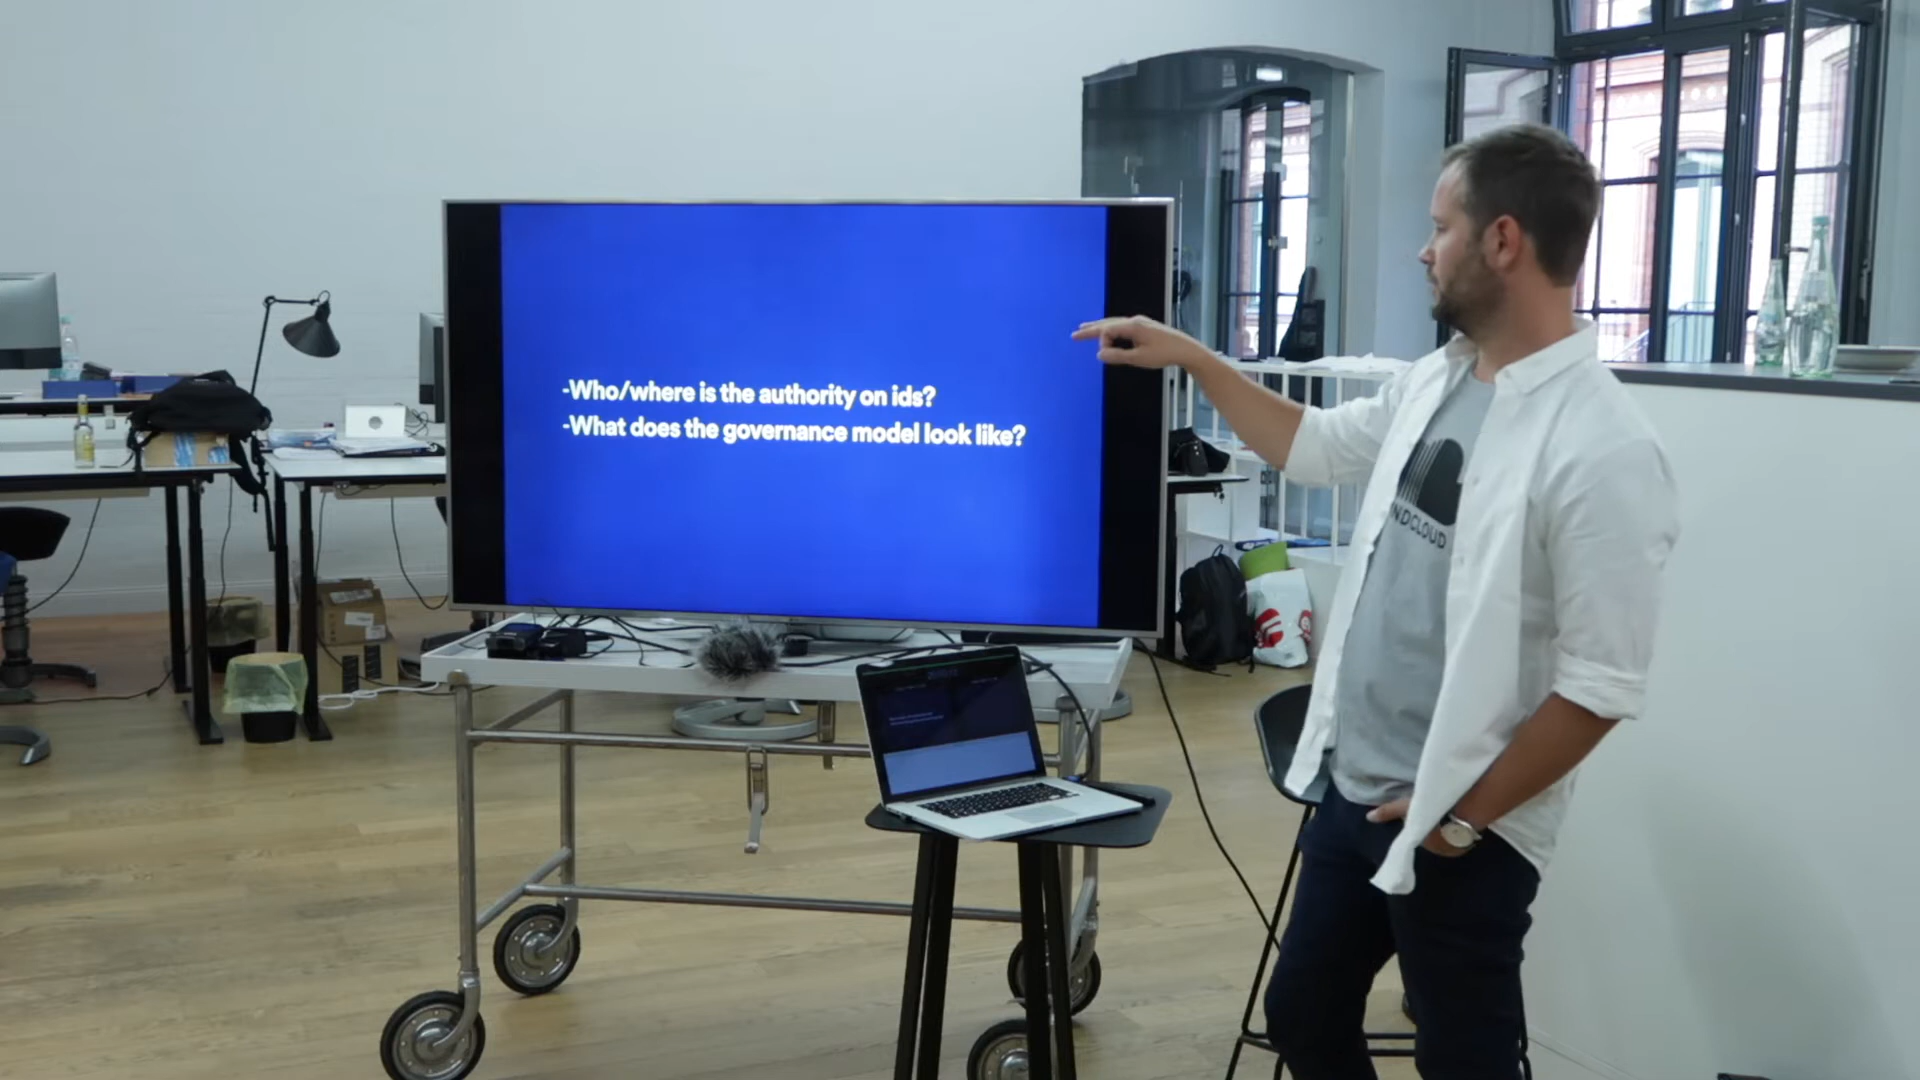 -Who/where is the authority on ids?
-What does the governance model look like?
NDCLOUD